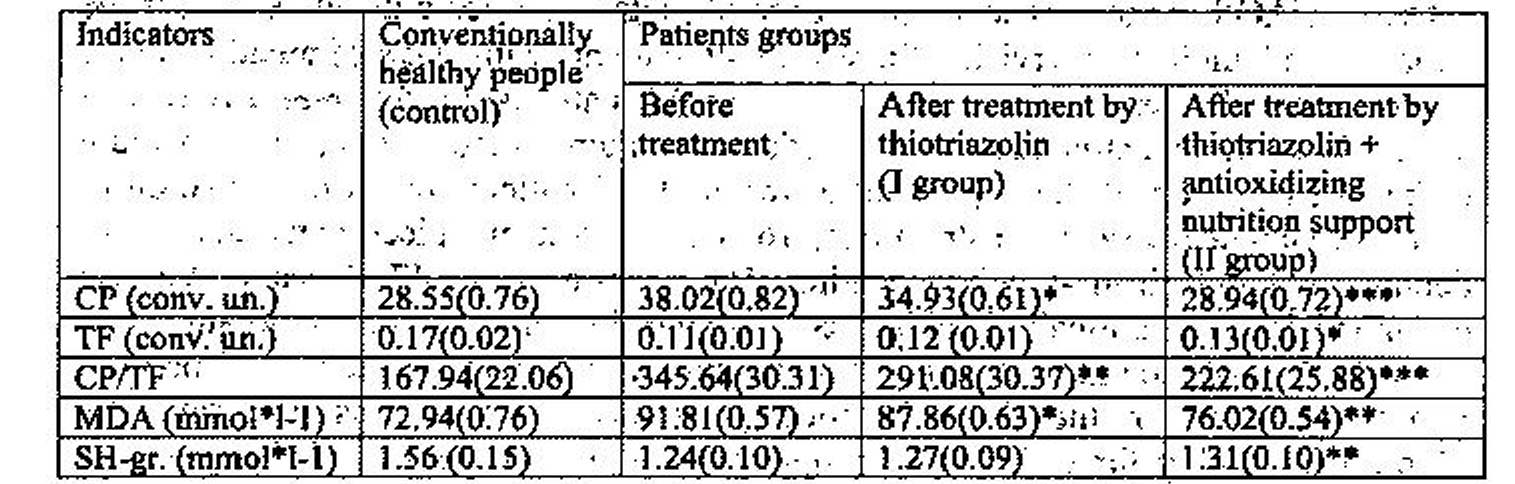 Indicators
Conventionally
healthy people
(control)
Patients groups
Before
treatment
After treatment by
thiotriazolin
(I group)
After treatment by
thiotriazolin +
antioxidizing
nutrition support
(II group)
CP (conv. un.) 28.55(0.76) 38.02(0.82) 34.93(0.61)* 28.94(0.72)***
TF (conv. un.) 0.17(0.02) 0.11(0.01) 0.12 (0.01) 0.13(0.01)*
CP/TF 167.94(22.06) 345.64(30.31) 291.08(30.37)** 222.61(25.88)***
MDA (mmol*l-1) 72.94(0.76) 91.81(0.57) 87.86(0.63)* 76.02(0.54)**
SH-gr. (mmol*l-1) 1.56 (0.15) 1.24(0.10) 1.27(0.09) 1.31(0.10)**